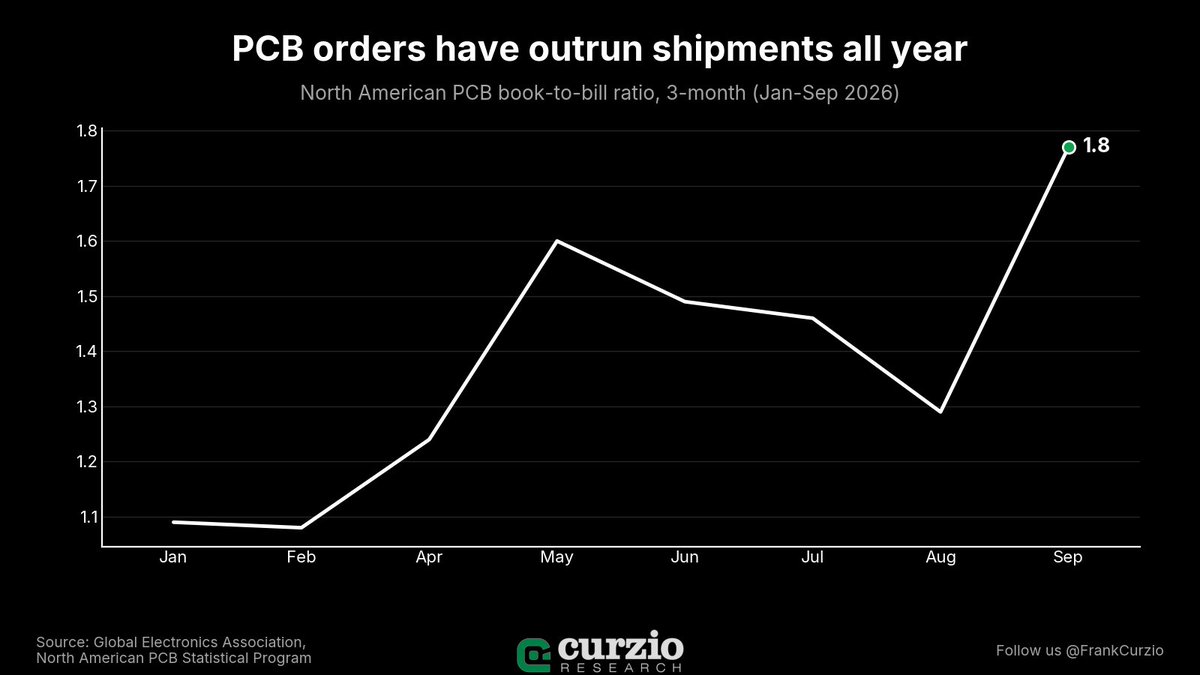 PCB orders have outrun shipments all year
North American PCB book-to-bill ratio, 3-month (Jan-Sep 2026)
1.8
1.7
1.6
1.5
1.4
1.3
1.2
1.1
1.8
Jan Feb Apr May Jun Jul Aug Sep
Source: Global Electronics Association,
North American PCB Statistical Program
curzio
RESEARCH
Follow us @FrankCurzio